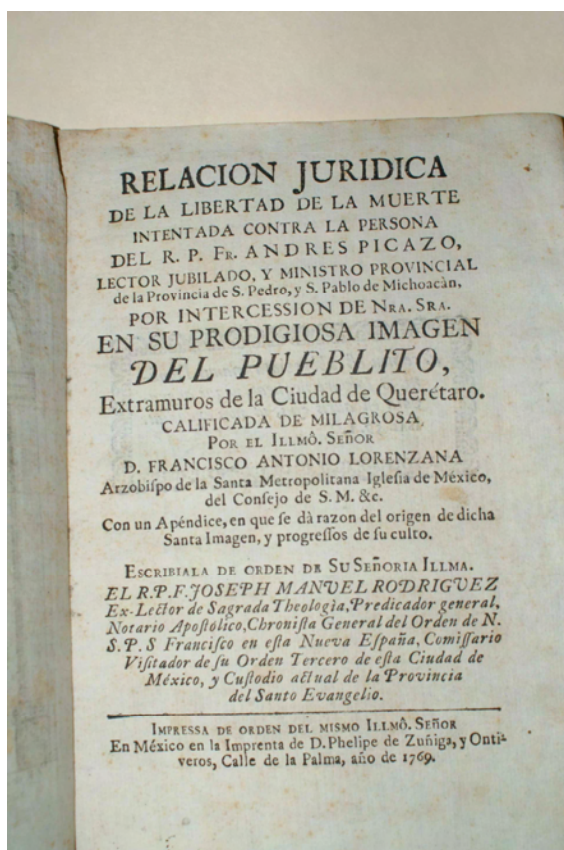 RELACION JURIDICA
DE LA LIBERTAD DE LA MUERTE
INTENTADA CONTRA LA PERSONA
DEL R. P. Fr. ANDRES PICAZO,
LECTOR JUBILADO, Y MINISTRO PROVINCIAL
de la Provincia de S. Pedro, y S. Pablo de Michoacàn,
POR INTERCESSION DE Nra. Sra.
EN SU PRODIGIOSA IMAGEN
DEL PUEBLITO,
Extramuros de la Ciudad de Querétaro.
CALIFICADA DE MILAGROSA
Por el Illmô. Señor
D. FRANCISCO ANTONIO LORENZANA
Arzobiſpo de la Santa Metropolitana Igleſia de México,
del Conſejo de S. M. &c.
Con un Apéndice, en que ſe dà razon del origen de dicha
Santa Imagen, y progreſſos de ſu culto.
Escribiala de orden de Su Señoria Illma.
EL R.P.F. JOSEPH MANVEL RODRIGVEZ
Ex-Lector de Sagrada Theologia, Predicador general,
Notario Apoſtólico, Chroniſta General del Orden de N.
S. P. S Franciſco en eſta Nueva Eſpaña, Comiſſario
Viſitador de ſu Orden Tercero de eſta Ciudad de
México, y Cuſtodio actual de la Provincia
del Santo Evangelio.
Impressa de orden del mismo Illmô. Señor
En México en la Imprenta de D. Phelipe de Zuñiga, y Onti-
veros, Calle de la Palma, año de 1769.